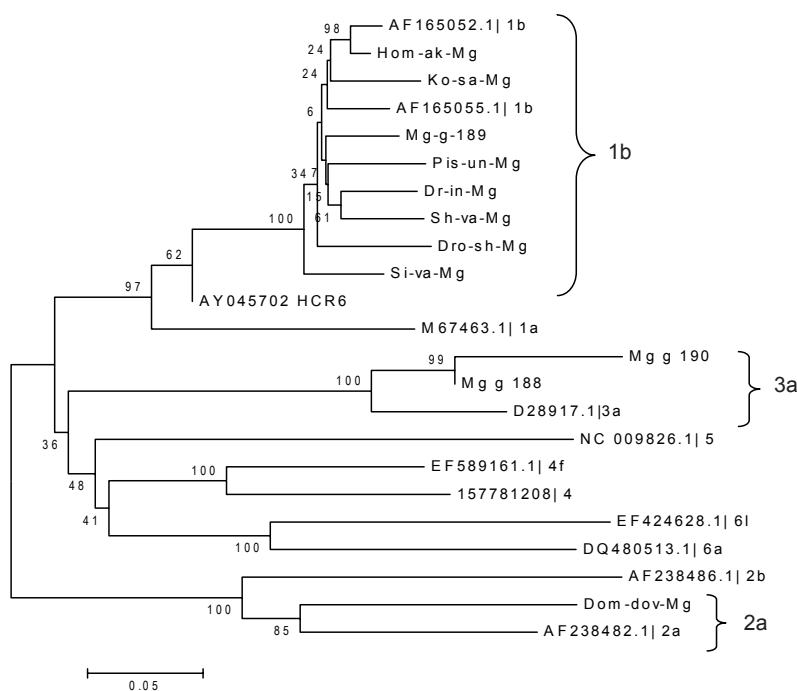 98
AF165052.1| 1b
24
Hom-ak-Mg
24
Ko-sa-Mg
6
AF165055.1| 1b
Mg-g-189
1b
Pis-un-Mg
34 7
15
Dr-in-Mg
61
Sh-va-Mg
100
Dro-sh-Mg
62
Si-va-Mg
97
AY045702 HCR6
M67463.1| 1a
99
Mg g 190
100
Mg g 188
3a
D28917.1|3a
36
NC 009826.1| 5
48
100
EF589161.1| 4f
157781208| 4
41
EF424628.1| 6l
100
DQ480513.1| 6a
AF238486.1| 2b
100
Dom-dov-Mg
2a
85
AF238482.1| 2a
0.05